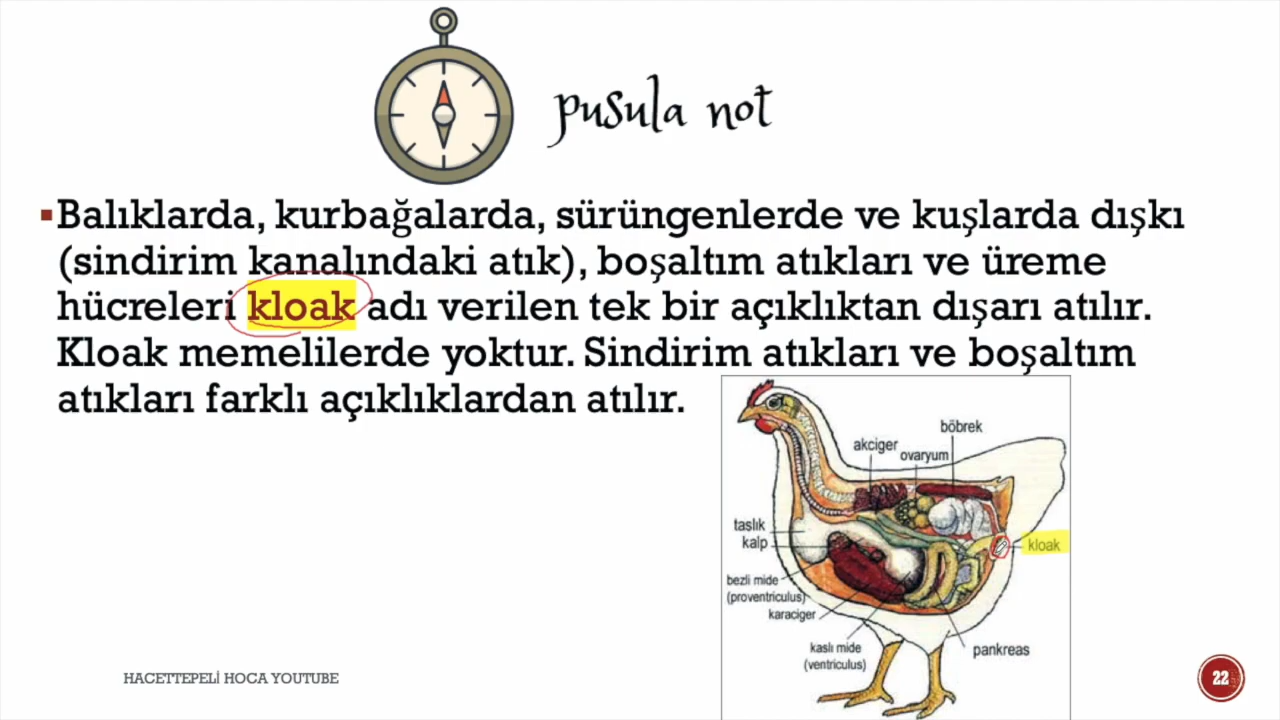 pusula not
Balıklarda, kurbağalarda, sürüngenlerde ve kuşlarda dışkı
(sindirim kanalındaki atık), boşaltım atıkları ve üreme
hücreleri kloak adı verilen tek bir açıklıktan dışarı atılır.
Kloak memelilerde yoktur. Sindirim atıkları ve boşaltım
atıkları farklı açıklıklardan atılır.
böbrek
akciger
ovaryum
taslık
kalp
kloak
bezli mide
(proventriculus)
karaciger
kaslı mide
(ventriculus)
pankreas
HACETTEPELİ HOCA YOUTUBE
22